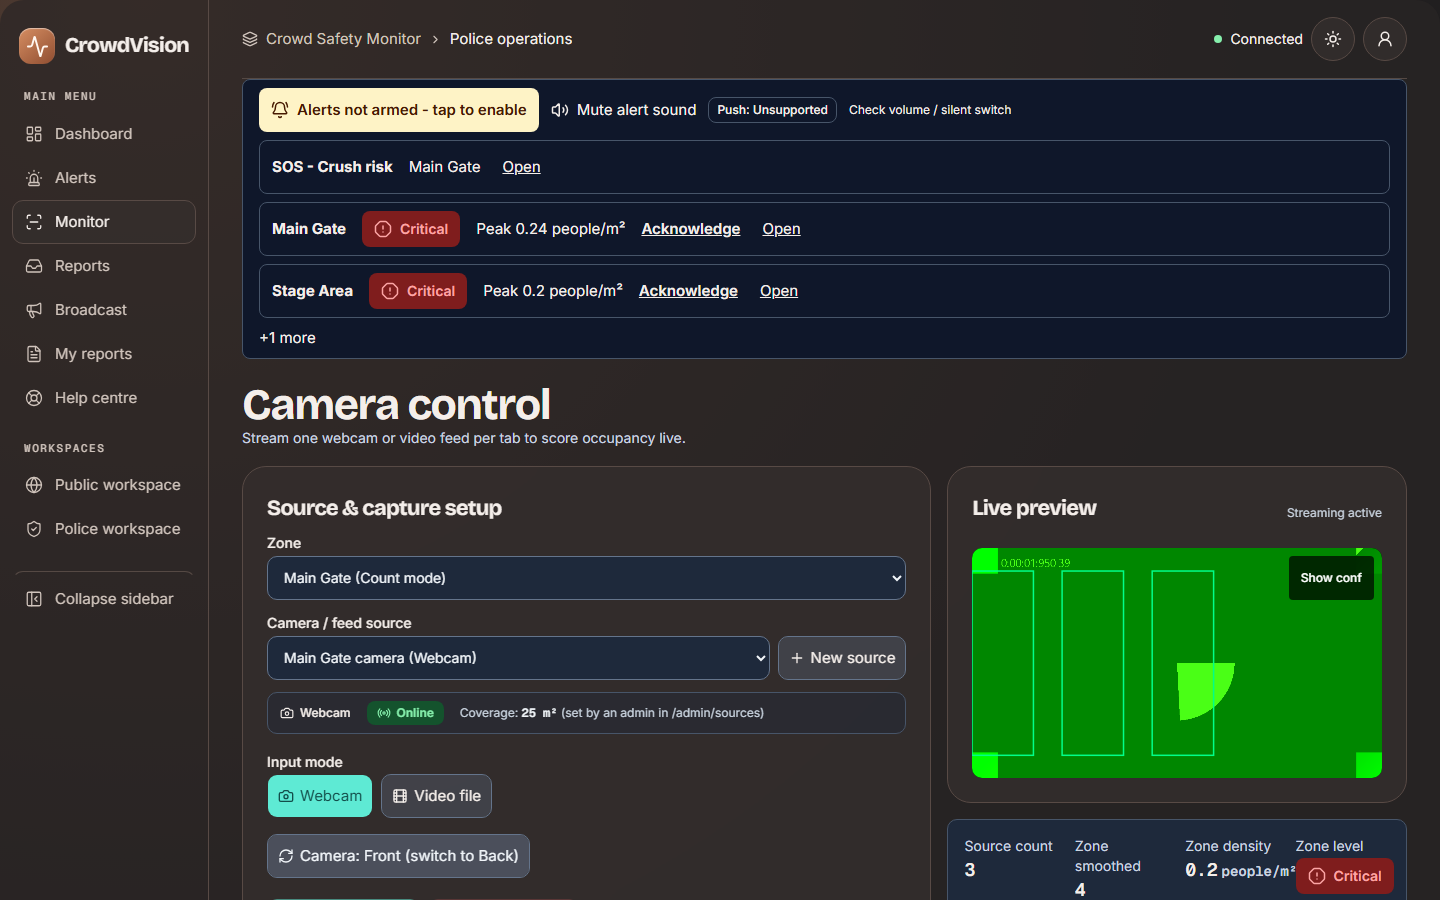 CrowdVision
Crowd Safety Monitor › Police operations
Connected
MAIN MENU
Dashboard
Alerts
Monitor
Reports
Broadcast
My reports
Help centre
WORKSPACES
Public workspace
Police workspace
Collapse sidebar
Alerts not armed - tap to enable
Mute alert sound
Push: Unsupported
Check volume / silent switch
SOS - Crush risk Main Gate Open
Main Gate Critical Peak 0.24 people/m² Acknowledge Open
Stage Area Critical Peak 0.2 people/m² Acknowledge Open
+1 more
Camera control
Stream one webcam or video feed per tab to score occupancy live.
Source & capture setup
Zone
Main Gate (Count mode)
Camera / feed source
Main Gate camera (Webcam)
+ New source
Webcam Online Coverage: 25 m² (set by an admin in /admin/sources)
Input mode
Webcam
Video file
Camera: Front (switch to Back)
Live preview
Streaming active
0:00:01:950 39
Show conf
Source count
3
Zone smoothed
4
Zone density
0.2 people/m²
Zone level
Critical